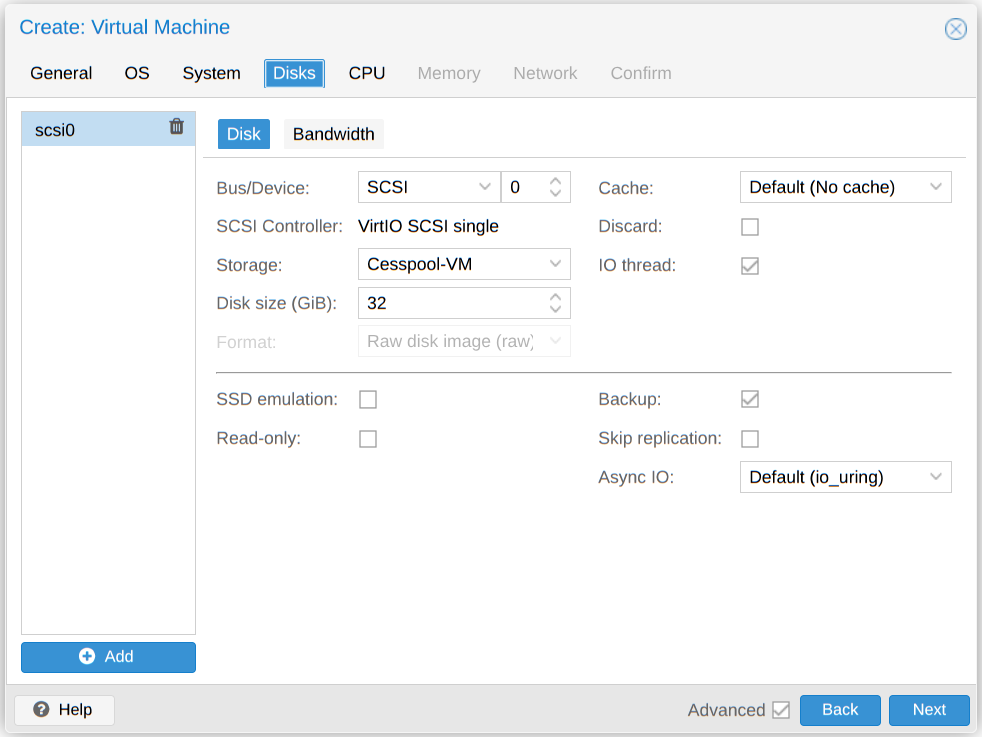 Create: Virtual Machine
General OS System Disks CPU Memory Network Confirm
scsi0
Disk Bandwidth
Bus/Device: SCSI 0 Cache: Default (No cache)
SCSI Controller: VirtIO SCSI single Discard:
Storage: Cesspool-VM IO thread:
Disk size (GiB): 32
Format: Raw disk image (raw)
SSD emulation: Backup:
Read-only: Skip replication:
Async IO: Default (io_uring)
Add
Help Advanced Back Next